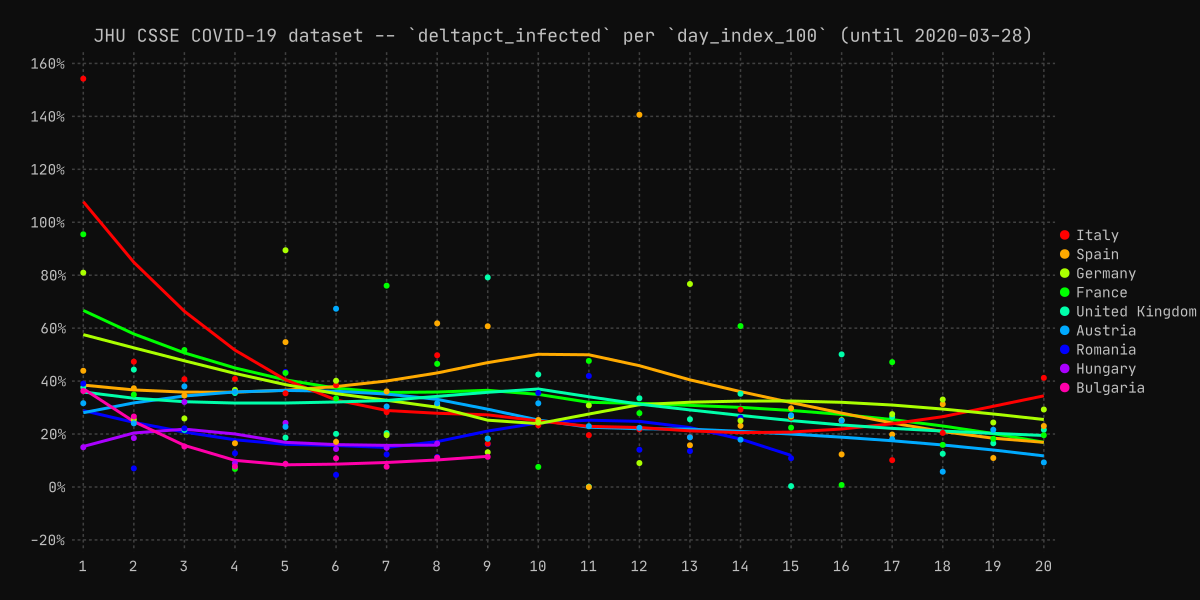 JHU CSSE COVID-19 dataset -- `deltapct_infected` per `day_index_100` (until 2020-03-28)
160%
140%
120%
100%
80%
60%
40%
20%
0%
-20%
1 2 3 4 5 6 7 8 9 10 11 12 13 14 15 16 17 18 19 20
Italy
Spain
Germany
France
United Kingdom
Austria
Romania
Hungary
Bulgaria